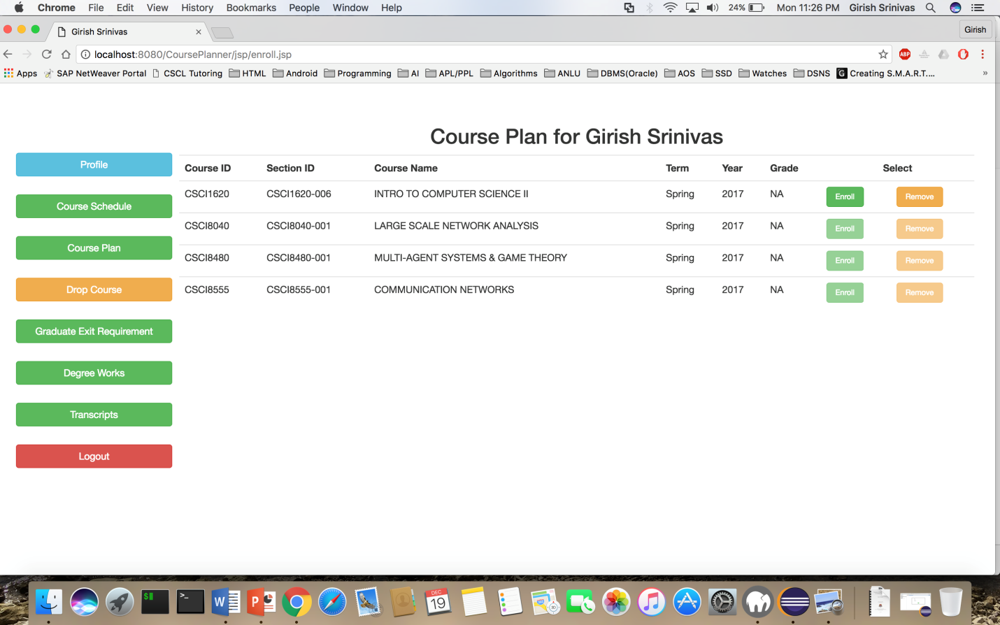 Chrome File Edit View History Bookmarks People Window Help 24% Mon 11:26 PM Girish Srinivas
Girish Srinivas Girish
localhost:8080/CoursePlanner/jsp/enroll.jsp ABP
Apps SAP NetWeaver Portal CSCL Tutoring HTML Android Programming AI APL/PPL Algorithms ANLU DBMS(Oracle) AOS SSD Watches DSNS G Creating S.M.A.R.T.... »
Course Plan for Girish Srinivas
Profile
Course Schedule
Course Plan
Drop Course
Graduate Exit Requirement
Degree Works
Transcripts
Logout
Course ID Section ID Course Name Term Year Grade Select
CSCI1620 CSCI1620-006 INTRO TO COMPUTER SCIENCE II Spring 2017 NA Enroll Remove
CSCI8040 CSCI8040-001 LARGE SCALE NETWORK ANALYSIS Spring 2017 NA Enroll Remove
CSCI8480 CSCI8480-001 MULTI-AGENT SYSTEMS & GAME THEORY Spring 2017 NA Enroll Remove
CSCI8555 CSCI8555-001 COMMUNICATION NETWORKS Spring 2017 NA Enroll Remove
$ >_ W P DEC
19